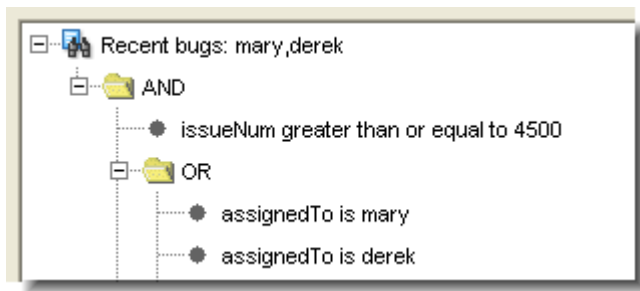 Recent bugs: mary,derek
AND
issueNum greater than or equal to 4500
OR
assignedTo is mary
assignedTo is derek